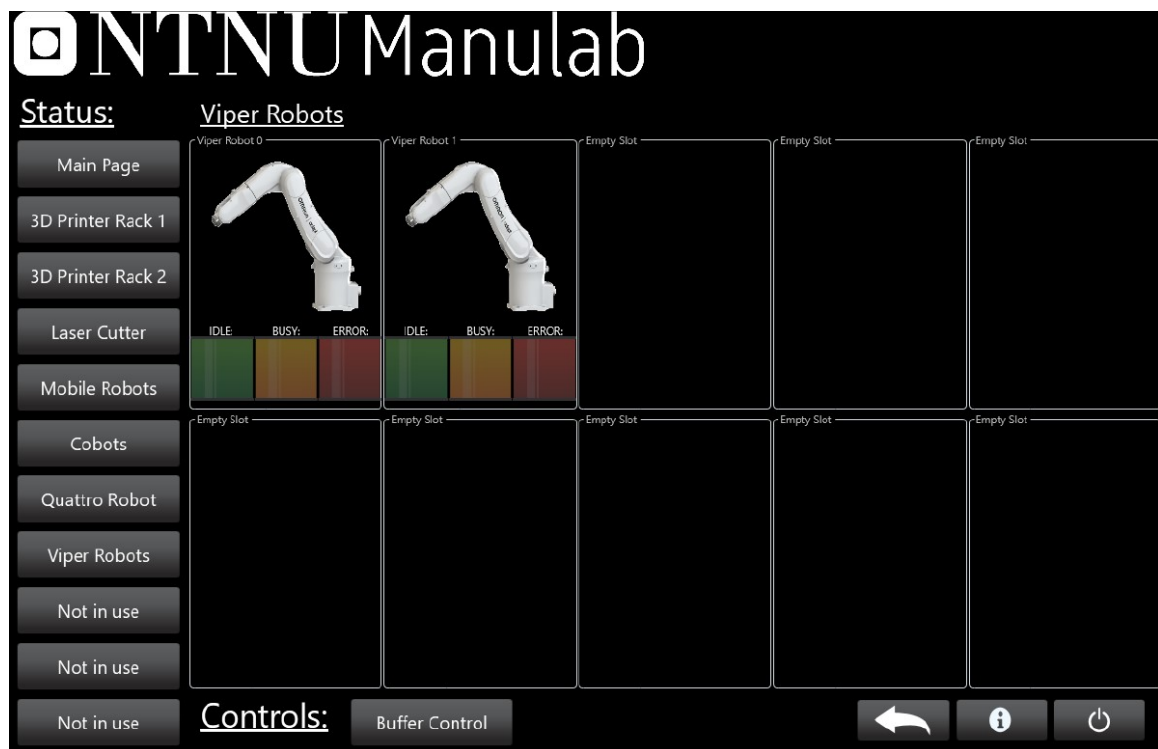 NTNU Manulab
Status:
Viper Robots
Main Page
3D Printer Rack 1
3D Printer Rack 2
Laser Cutter
Mobile Robots
Cobots
Quattro Robot
Viper Robots
Not in use
Not in use
Not in use
Viper Robot 0
IDLE: BUSY: ERROR:
Viper Robot 1
IDLE: BUSY: ERROR:
Empty Slot
Empty Slot
Empty Slot
Empty Slot
Empty Slot
Empty Slot
Empty Slot
Empty Slot
Controls:
Buffer Control